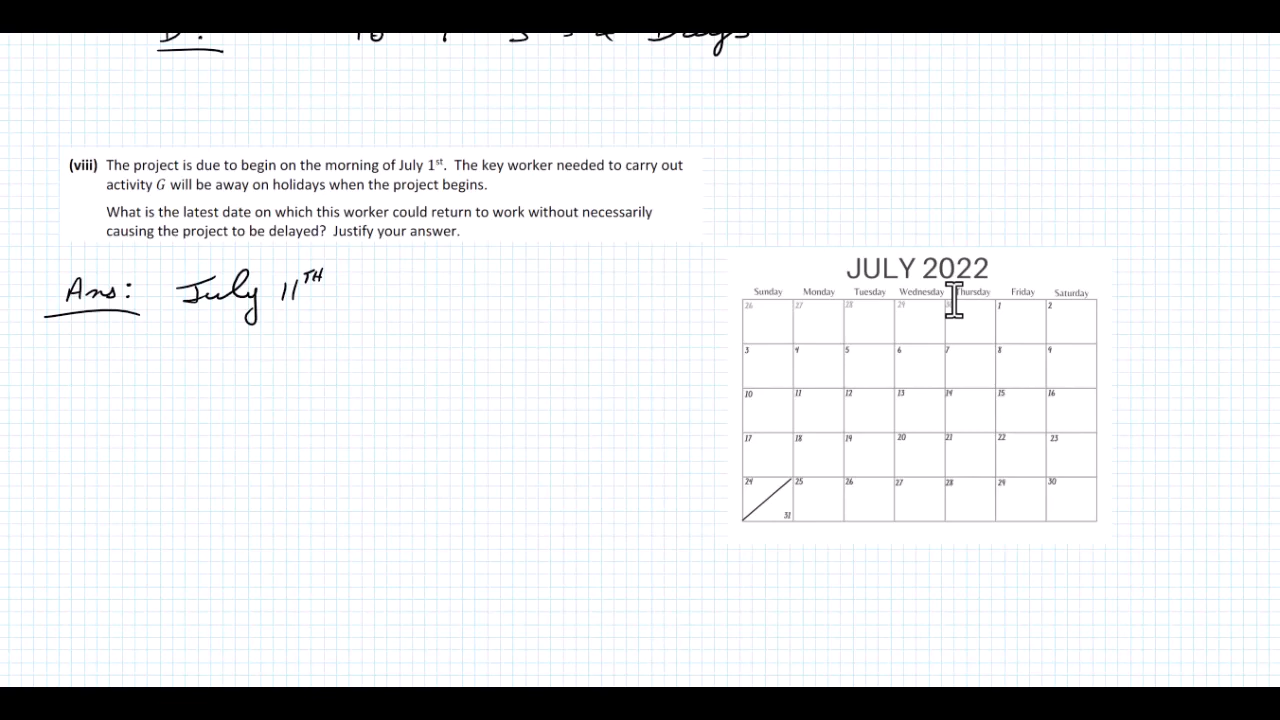 D:
Days
(viii) The project is due to begin on the morning of July 1st. The key worker needed to carry out
activity G will be away on holidays when the project begins.
What is the latest date on which this worker could return to work without necessarily
causing the project to be delayed? Justify your answer.
Ans: July 11TH
JULY 2022
Sunday Monday Tuesday Wednesday Thursday Friday Saturday
26 27 28 29 1 2
3 4 5 6 7 8 9
10 11 12 13 14 15 16
17 18 19 20 21 22 23
24 31 25 26 27 28 29 30